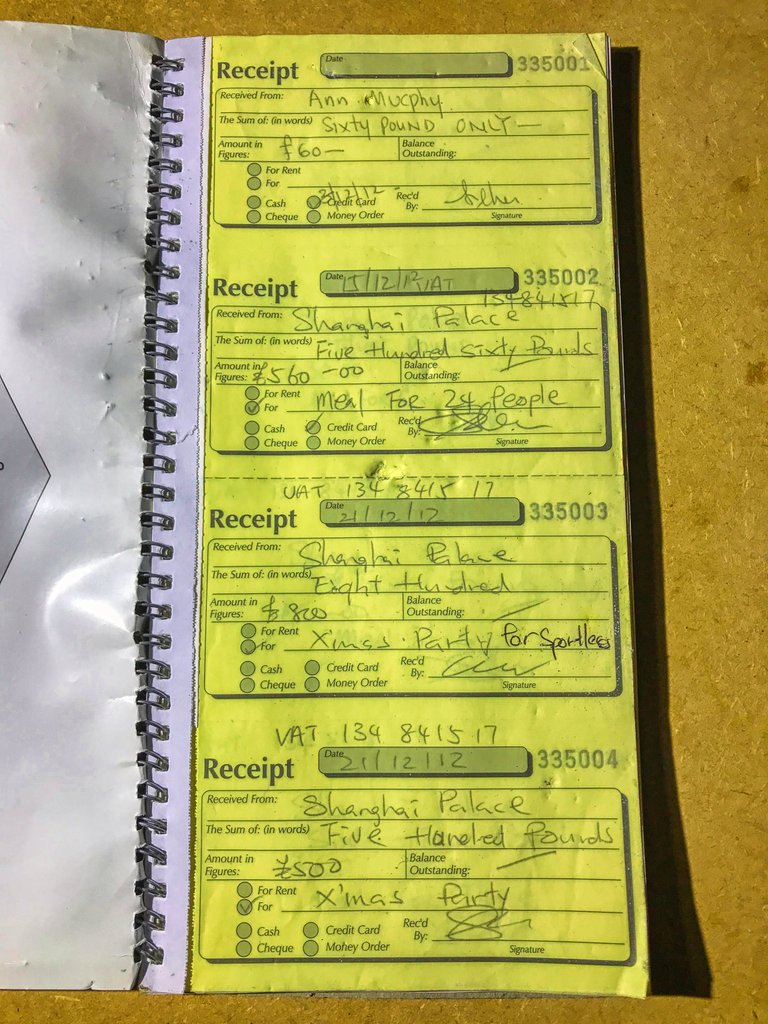 Receipt Date 335001
Received From: Ann Murphy
The Sum of: (in words) SIXTY POUND ONLY —
Amount in Figures: £60 — Balance Outstanding:
For Rent
For
21/12/12
Cash Credit Card Rec'd
Cheque Money Order By: Signature
Receipt Date 15/12/12 VAT 335002
134841517
Received From: Shanghai Palace
The Sum of: (in words) Five Hundred Sixty Pounds
Amount in Figures: £560-00 Balance Outstanding:
For Rent
For Meal For 24 People
Cash Credit Card Rec'd
Cheque Money Order By: Signature
VAT 134 8415 17
Receipt Date 21/12/12 335003
Received From: Shanghai Palace
The Sum of: (in words) Eight Hundred
Amount in Figures: £800 Balance Outstanding:
For Rent
For X'mas Party for Sportlees
Cash Credit Card Rec'd
Cheque Money Order By: Signature
VAT 134 8415 17
Receipt Date 21/12/12 335004
Received From: Shanghai Palace
The Sum of: (in words) Five Hundred Pounds
Amount in Figures: £500 Balance Outstanding:
For Rent
For X'mas Party
Cash Credit Card Rec'd
Cheque Money Order By: Signature